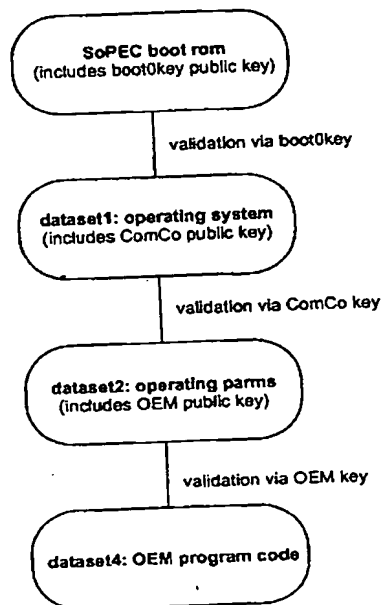 SoPEC boot rom
(includes boot0key public key)
validation via boot0key
dataset1: operating system
(includes ComCo public key)
validation via ComCo key
dataset2: operating parms
(includes OEM public key)
validation via OEM key
dataset4: OEM program code